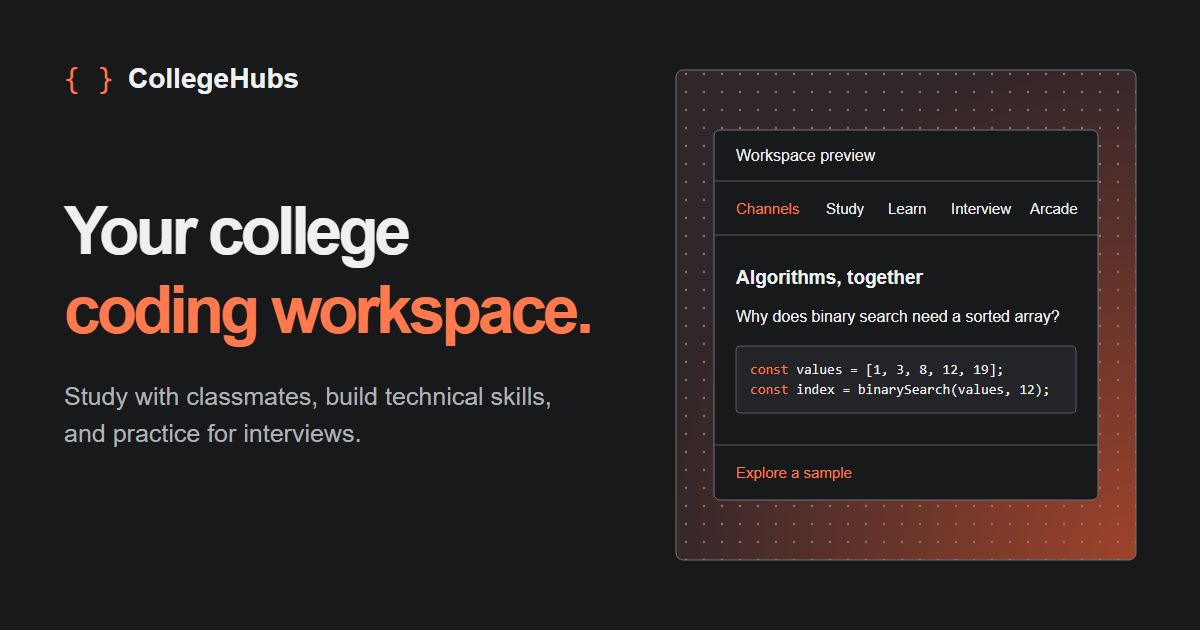 { } CollegeHubs
Your college
coding workspace.
Study with classmates, build technical skills,
and practice for interviews.
Workspace preview
Channels Study Learn Interview Arcade
Algorithms, together
Why does binary search need a sorted array?
const values = [1, 3, 8, 12, 19];
const index = binarySearch(values, 12);
Explore a sample